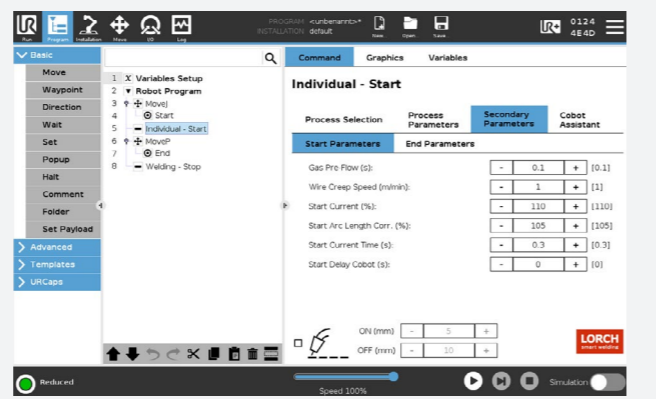 PROGRAM <unbenannt>*
INSTALLATION default
Run Program Installation Move I/O Log New Open Save
0124
4E4D
Basic
Move
Waypoint
Direction
Wait
Set
Popup
Halt
Comment
Folder
Set Payload
Advanced
Templates
URCaps
1 X Variables Setup
2 Robot Program
3 MoveJ
4 Start
5 Individual - Start
6 MoveP
7 End
8 Welding - Stop
Command Graphics Variables
Individual - Start
Process Selection Process Parameters Secondary Parameters Cobot Assistant
Start Parameters End Parameters
Gas Pre-Flow (s): - 0.1 + [0.1]
Wire Creep Speed (m/min): - 1 + [1]
Start Current (%): - 110 + [110]
Start Arc Length Corr. (%): - 105 + [105]
Start Current Time (s): - 0.3 + [0.3]
Start Delay Cobot (s): - 0 + [0]
ON (mm) - 5 +
OFF (mm) - 10 +
LORCH
smart welding
Reduced
Speed 100%
Simulation